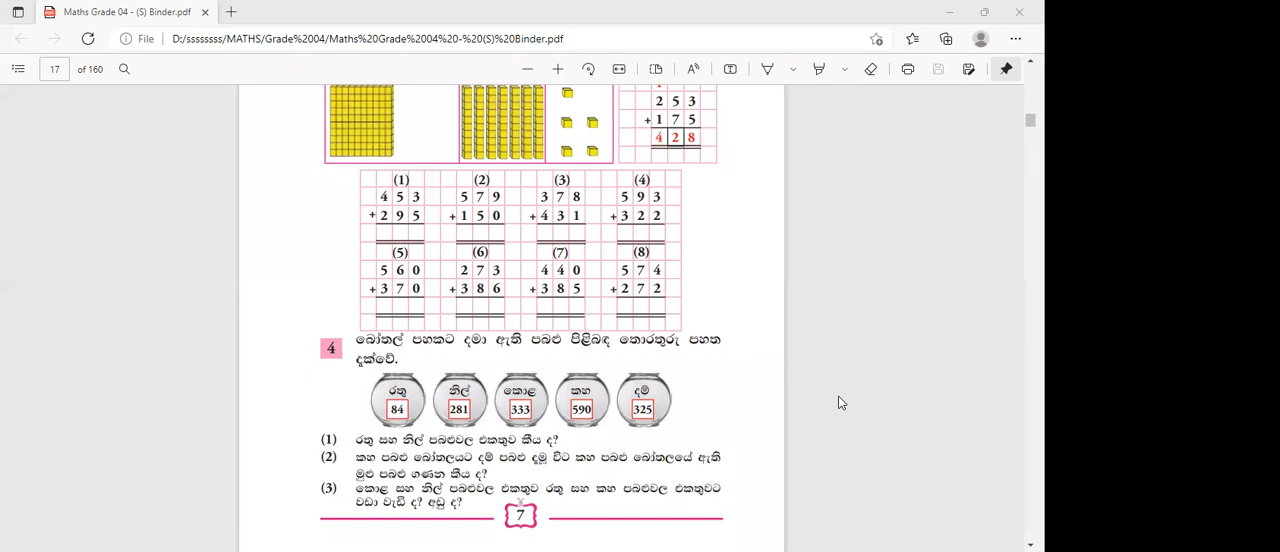 Maths Grade 04 - (S) Binder.pdf
File D:/ssssssss/MATHS/Grade%2004/Maths%20Grade%2004%20-%20(S)%20Binder.pdf
17 of 160
2 5 3
+ 1 7 5
4 2 8
(1) (2) (3) (4)
4 5 3 5 7 9 3 7 8 5 9 3
+ 2 9 5 + 1 5 0 + 4 3 1 + 3 2 2
(5) (6) (7) (8)
5 6 0 2 7 3 4 4 0 5 7 4
+ 3 7 0 + 3 8 6 + 3 8 5 + 2 7 2
4 බෝතල් පහකට දමා ඇති පබළු පිළිබඳ තොරතුරු පහත
දැක්වේ.
රතු නිල් කොළ කහ දම්
84 281 333 590 325
(1) රතු සහ නිල් පබළුවල එකතුව කීය ද?
(2) කහ පබළු බෝතලයට දම් පබළු දැමූ විට කහ පබළු බෝතලයේ ඇති
මුළු පබළු ගණන කීය ද?
(3) කොළ සහ නිල් පබළුවල එකතුව රතු සහ කහ පබළුවල එකතුවට
වඩා වැඩි ද? අඩු ද?
7